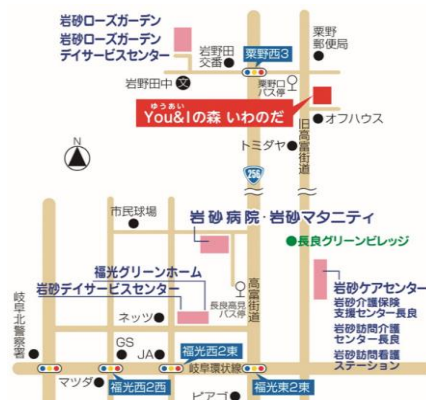 岩砂ローズガーデン
岩砂ローズガーデン
デイサービスセンター
岩野田
交番
粟野西3
粟野
郵便局
岩野田中
文
粟野口
バス停
ゆうあい
You&Iの森 いわのだ
オフハウス
トミダヤ
旧高富街道
N
256
市民球場
岩砂病院・岩砂マタニティ
長良グリーンビレッジ
福光グリーンホーム
岩砂デイサービスセンター
長良高見
バス停
高富街道
岩砂ケアセンター
岩砂介護保険
支援センター長良
岩砂訪問介護
センター長良
岩砂訪問看護
ステーション
岐阜北警察署
ネッツ
GS
JA
福光西2東
岐阜環状線
マツダ
福光西2西
ピアゴ
福光東2東